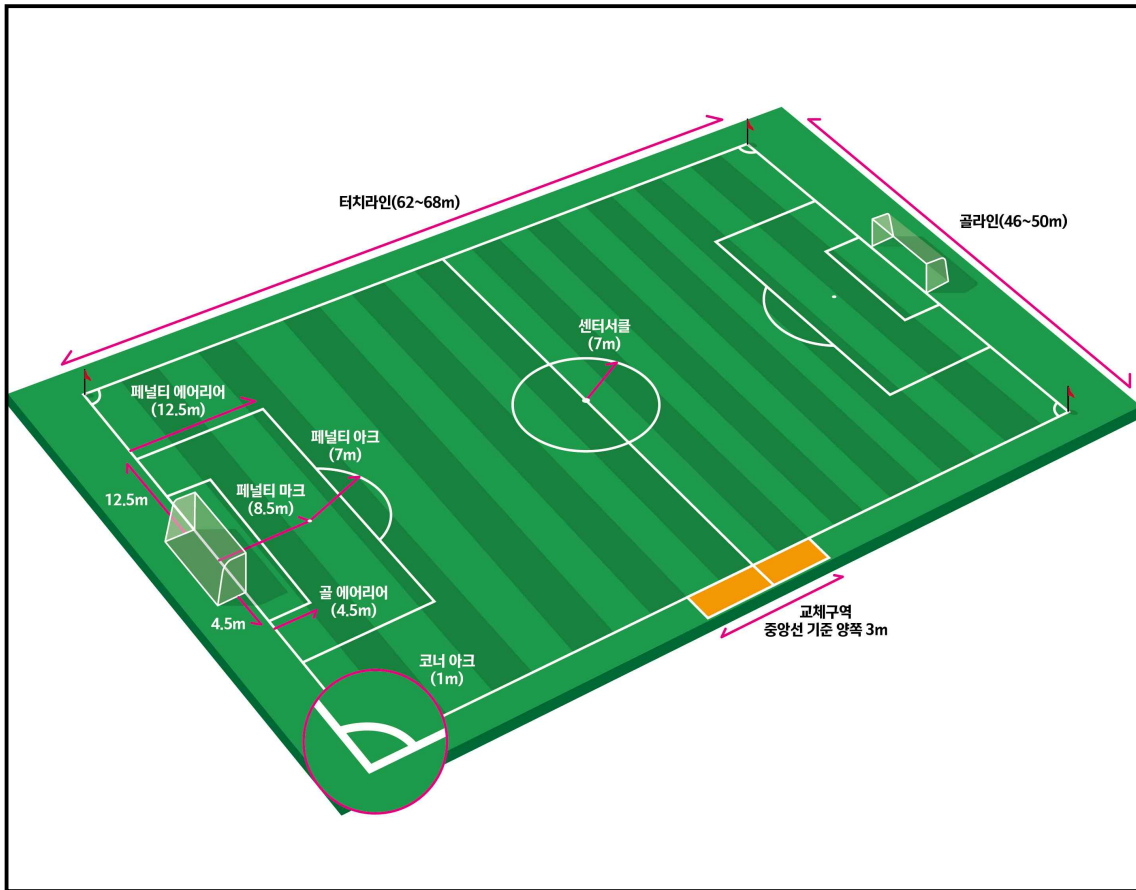 터치라인(62~68m)
골라인(46~50m)
센터서클
(7m)
페널티 에어리어
(12.5m)
페널티 아크
(7m)
12.5m
페널티 마크
(8.5m)
골 에어리어
(4.5m)
4.5m
교체구역
중앙선 기준 양쪽 3m
코너 아크
(1m)